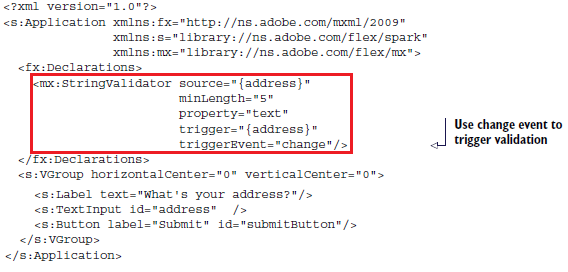 <?xml version="1.0"?>
<s:Application xmlns:fx="http://ns.adobe.com/mxml/2009"
xmlns:s="library://ns.adobe.com/flex/spark"
xmlns:mx="library://ns.adobe.com/flex/mx">
<fx:Declarations>
<mx:StringValidator source="{address}"
minLength="5"
property="text"
trigger="{address}"
triggerEvent="change"/>
Use change event to
trigger validation
</fx:Declarations>
<s:VGroup horizontalCenter="0" verticalCenter="0">
<s:Label text="What's your address?"/>
<s:TextInput id="address" />
<s:Button label="Submit" id="submitButton"/>
</s:VGroup>
</s:Application>